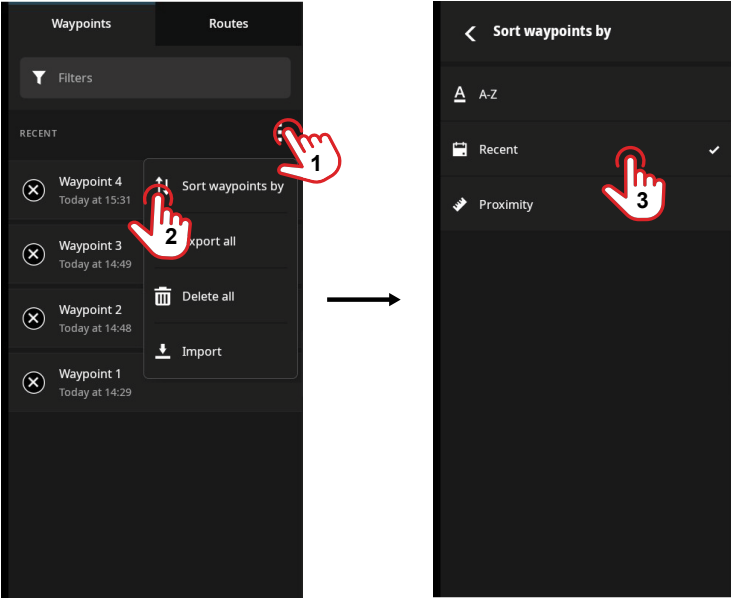 Waypoints
Routes
Filters
RECENT
1
Waypoint 4
Today at 15:31
Sort waypoints by
2
Waypoint 3
Today at 14:49
xport all
Waypoint 2
Today at 14:48
Delete all
Import
Waypoint 1
Today at 14:29
Sort waypoints by
A A-Z
Recent
3
Proximity